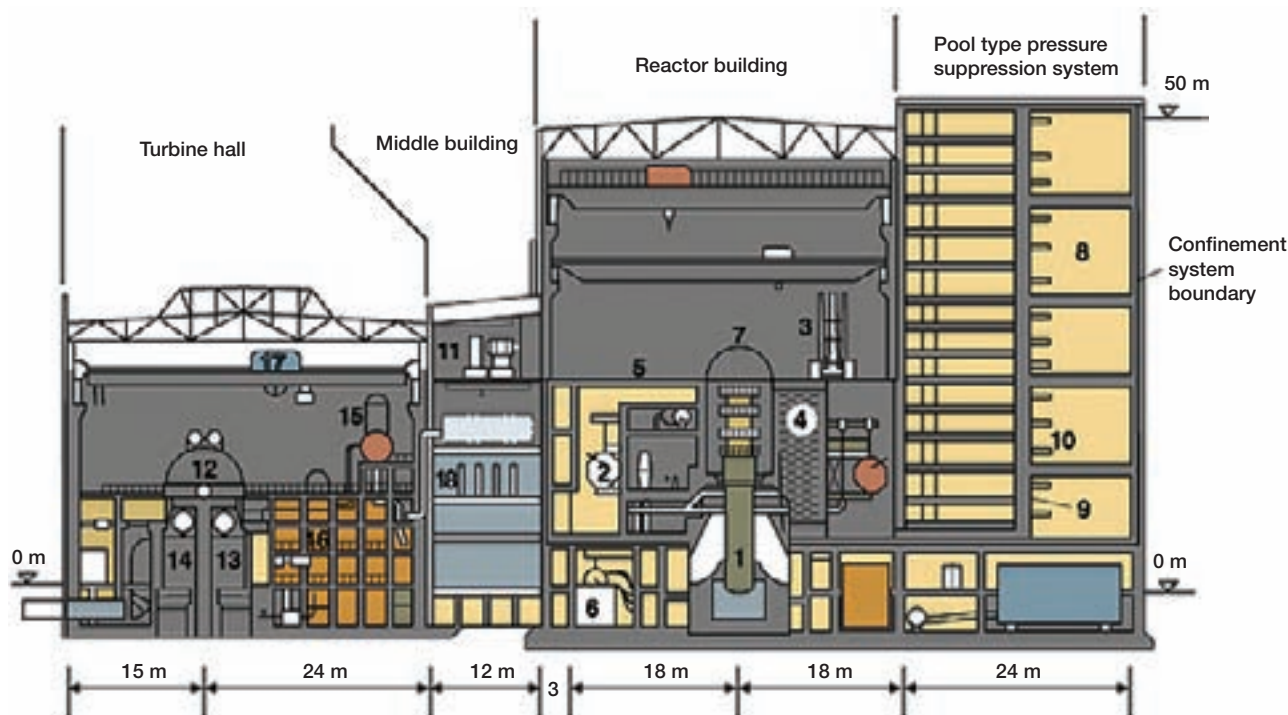 Pool type pressure
suppression system
Reactor building
50 m
Middle building
Turbine hall
Confinement
system
boundary
8
3
7
11
17
5
15
4
10
12
2
18
9
16
0 m
14
13
1
0 m
6
15 m
24 m
12 m
3
18 m
18 m
24 m